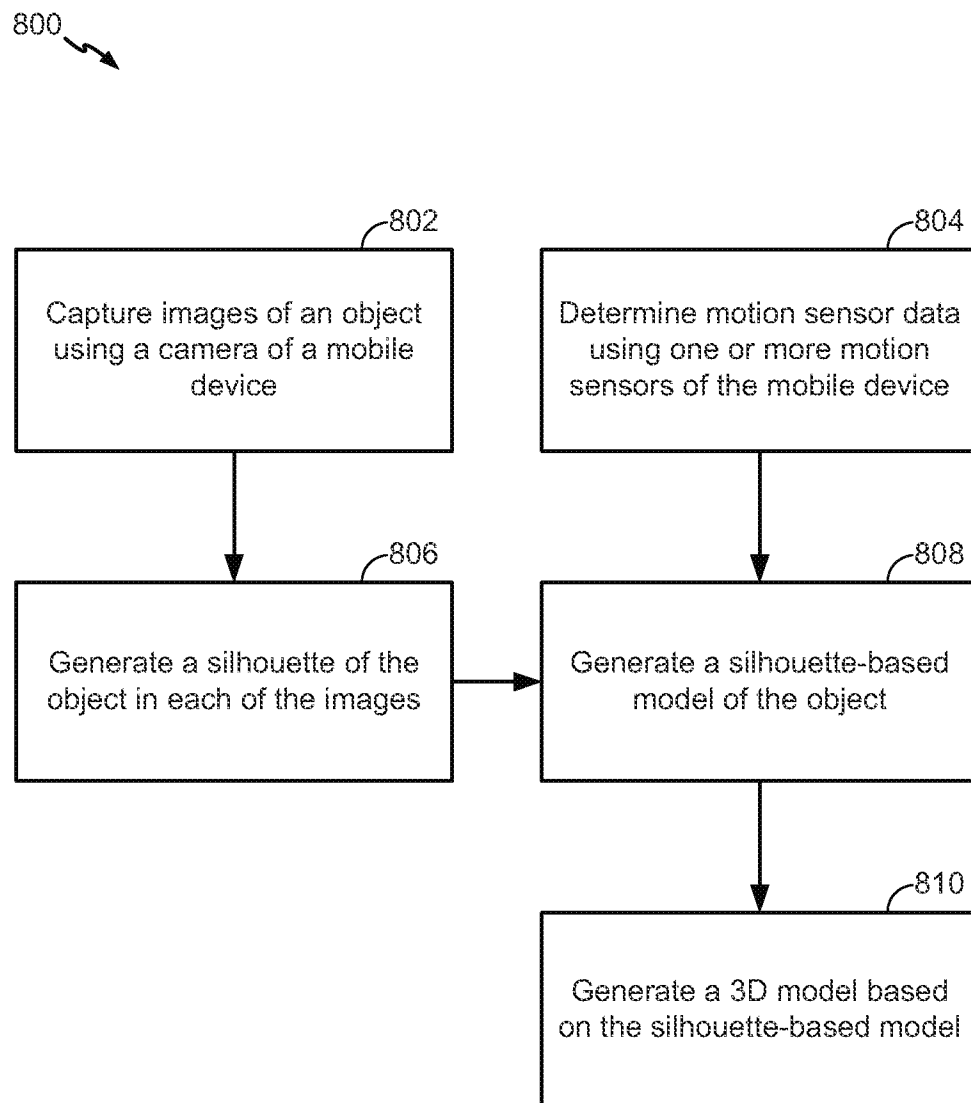 800
802
Capture images of an object
using a camera of a mobile
device
804
Determine motion sensor data
using one or more motion
sensors of the mobile device
806
Generate a silhouette of the
object in each of the images
808
Generate a silhouette-based
model of the object
810
Generate a 3D model based
on the silhouette-based model